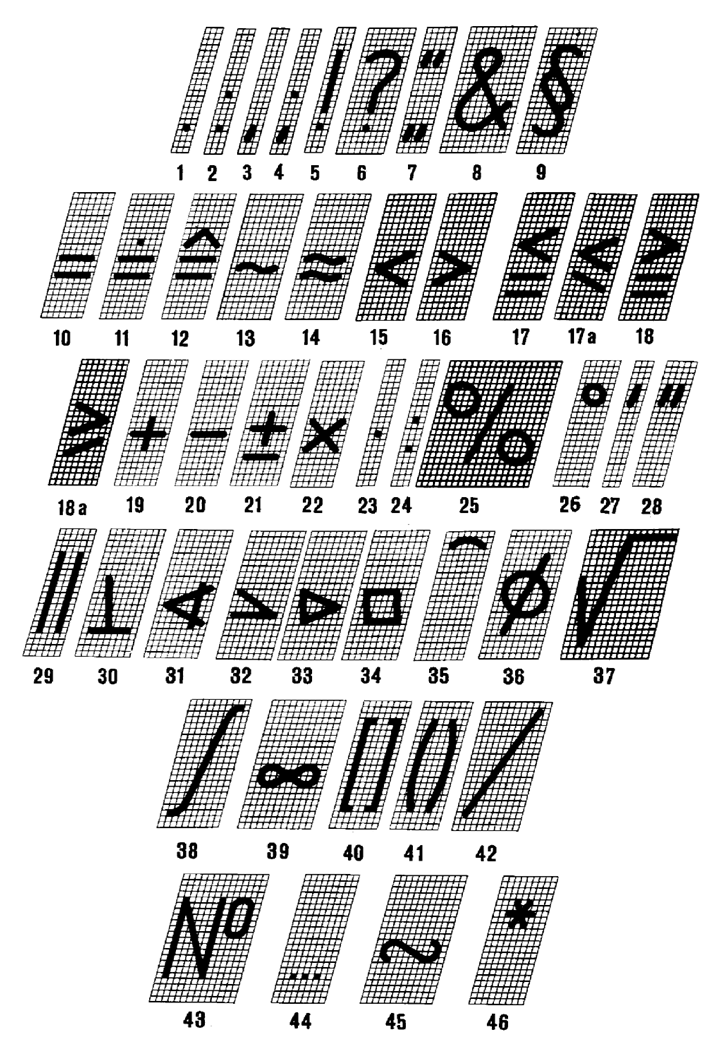 . : , ; ! ? „" & §
1 2 3 4 5 6 7 8 9
= ≐ ≙ ~ ≈ < > ≦ ⩽ ≧
10 11 12 13 14 15 16 17 17a 18
⩾ + − ± × · : % ° ′ ″
18a 19 20 21 22 23 24 25 26 27 28
∥ ⊥ ∢ ∠ ▷ □ ⌒ ∅ √
29 30 31 32 33 34 35 36 37
∫ ∞ [] () /
38 39 40 41 42
№ ... ~ *
43 44 45 46